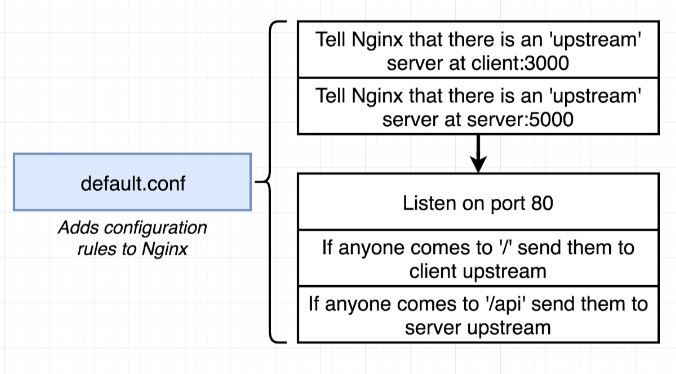 default.conf
Adds configuration
rules to Nginx
Tell Nginx that there is an 'upstream'
server at client:3000
Tell Nginx that there is an 'upstream'
server at server:5000
Listen on port 80
If anyone comes to '/' send them to
client upstream
If anyone comes to '/api' send them to
server upstream